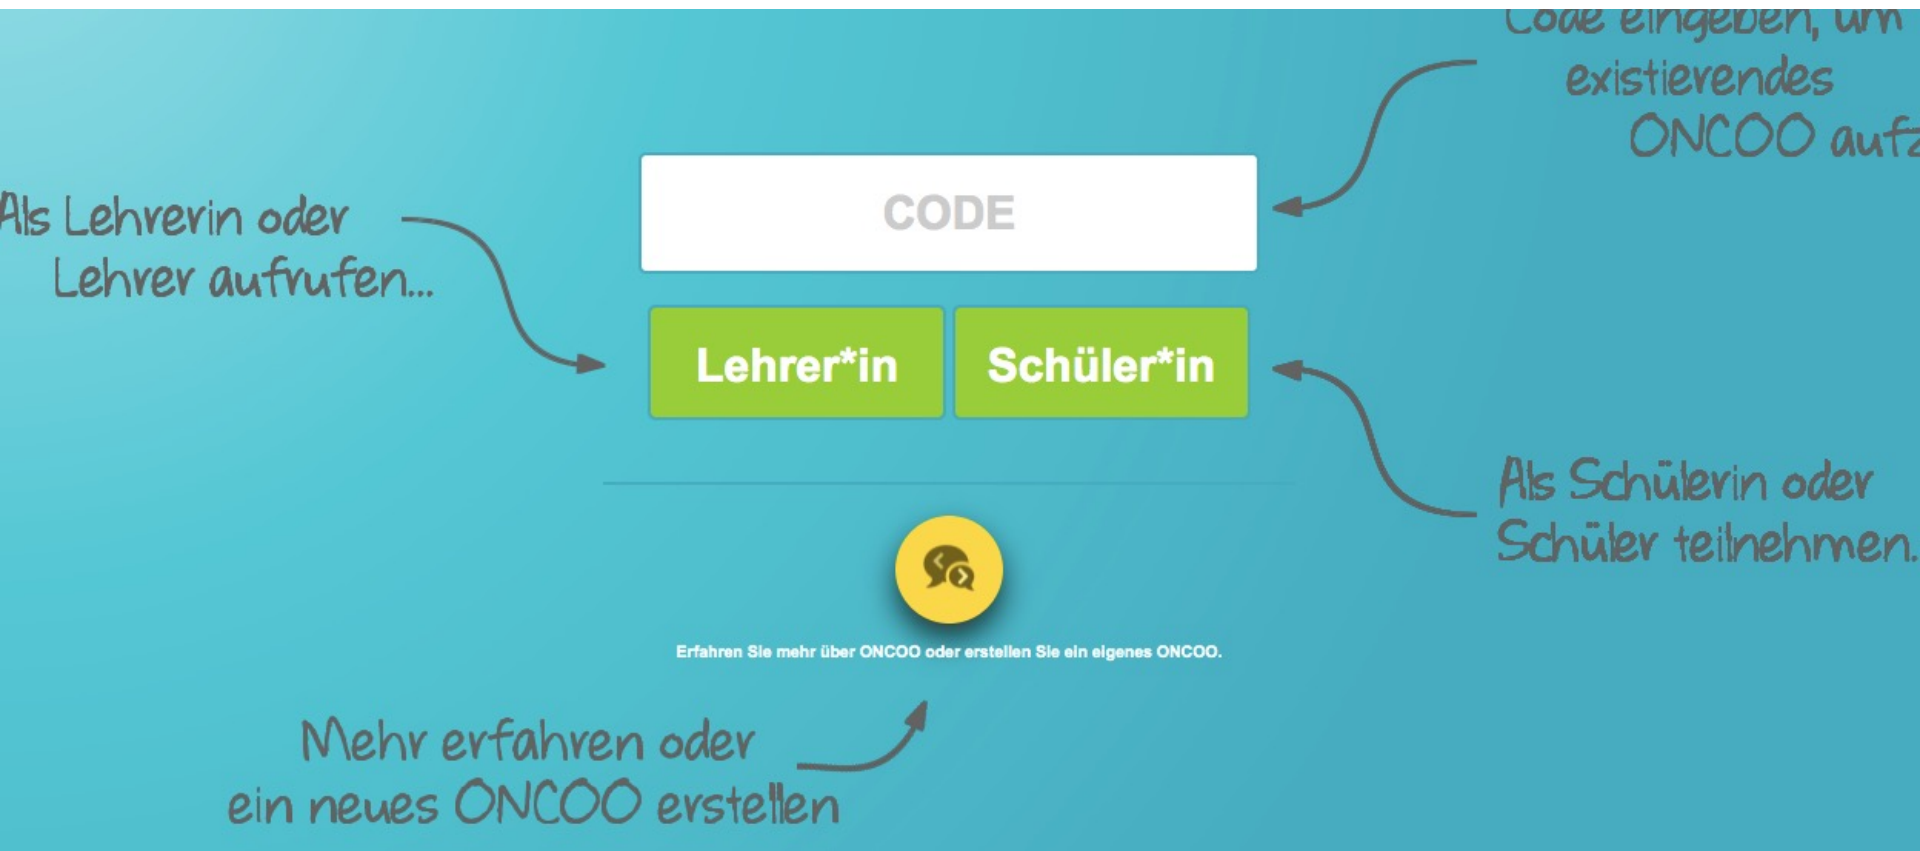 Code eingeben, um
existierendes
ONCOO
CODE
Als Lehrerin oder
Lehrer aufrufen...
Lehrer*in
Schüler*in
Als Schülerin oder
Schüler teilnehmen.
Erfahren Sie mehr über ONCOO oder erstellen Sie ein eigenes ONCOO.
Mehr erfahren oder
ein neues ONCOO erstellen